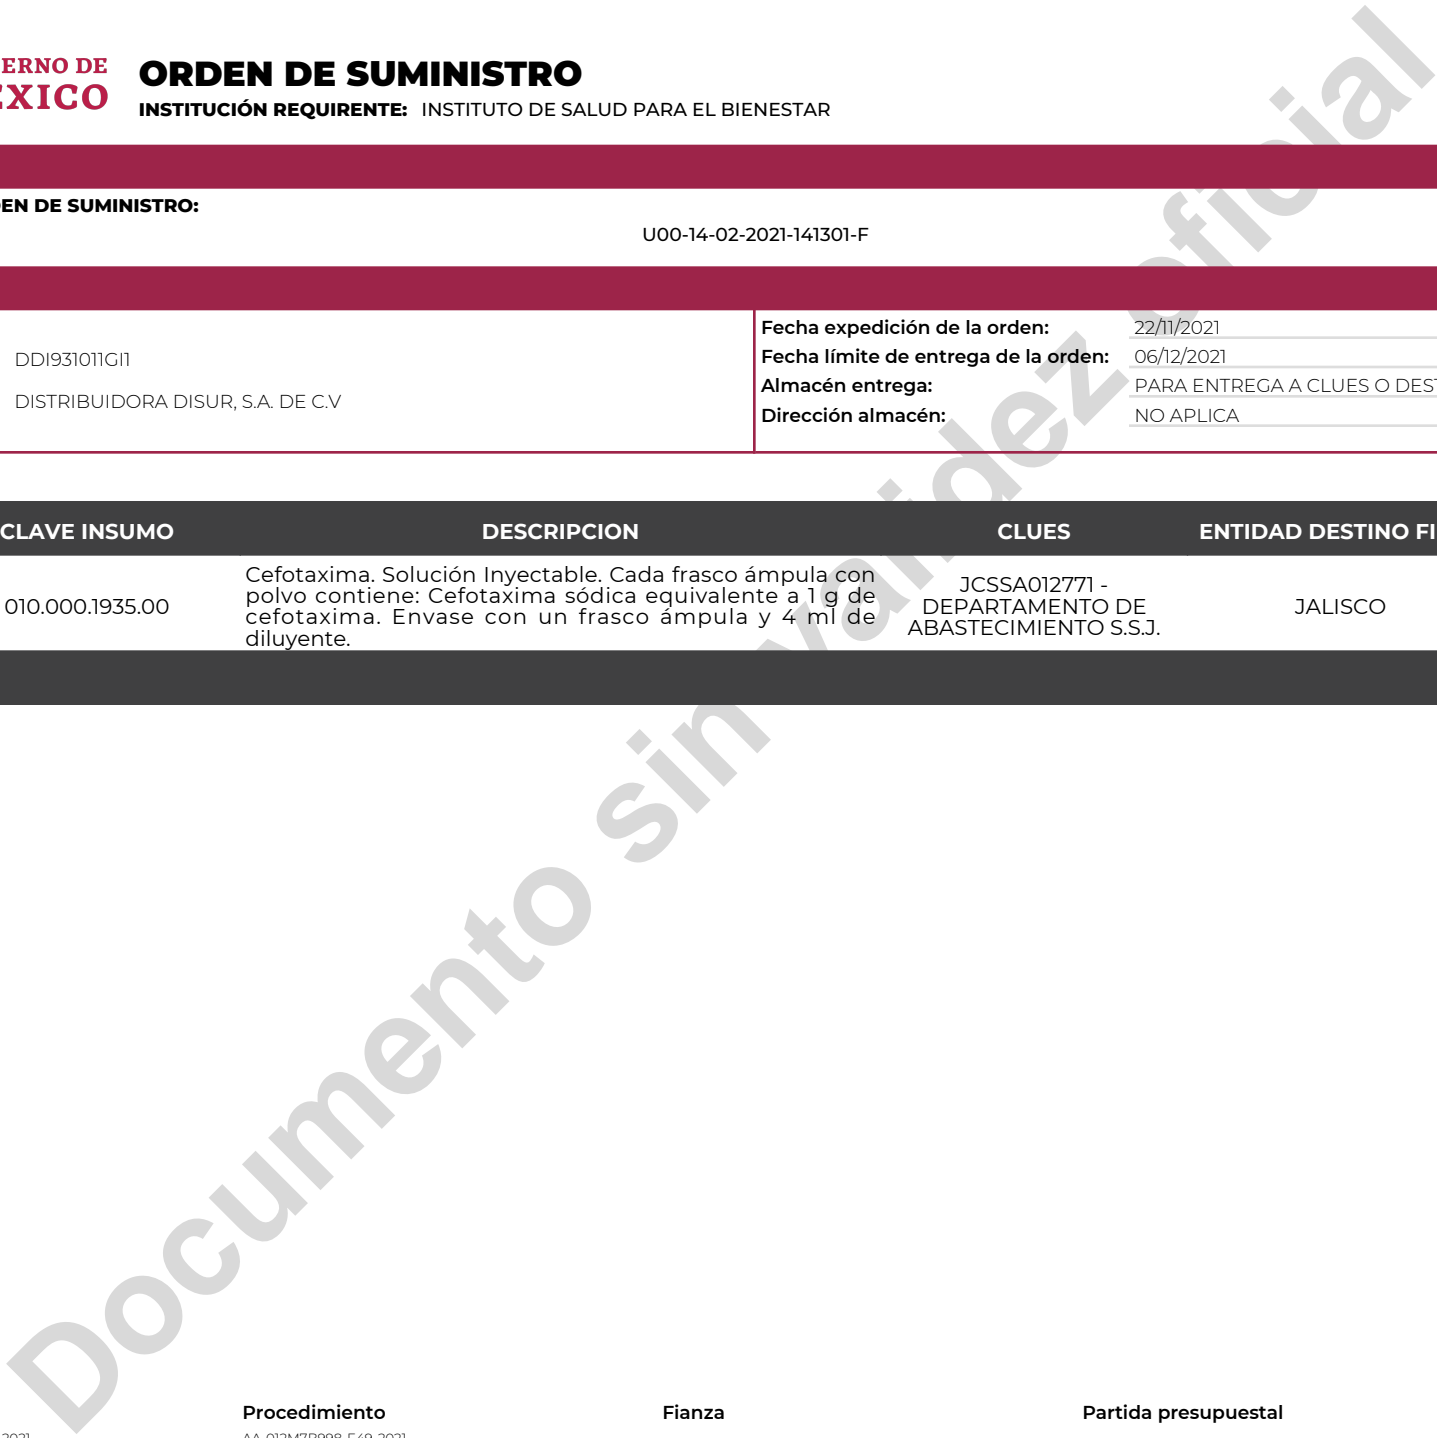 ERNO DE
EXICO
ORDEN DE SUMINISTRO
INSTITUCIÓN REQUIRENTE: INSTITUTO DE SALUD PARA EL BIENESTAR
EN DE SUMINISTRO:
U00-14-02-2021-141301-F
DDI931011GI1
DISTRIBUIDORA DISUR, S.A. DE C.V
Fecha expedición de la orden: 22/11/2021
Fecha límite de entrega de la orden: 06/12/2021
Almacén entrega: PARA ENTREGA A CLUES O DEST
Dirección almacén: NO APLICA
CLAVE INSUMO DESCRIPCION CLUES ENTIDAD DESTINO FI
010.000.1935.00
Cefotaxima. Solución Inyectable. Cada frasco ámpula con
polvo contiene: Cefotaxima sódica equivalente a 1 g de
cefotaxima. Envase con un frasco ámpula y 4 ml de
diluyente.
JCSSA012771 -
DEPARTAMENTO DE
ABASTECIMIENTO S.S.J.
JALISCO
Documento sin validez oficial
Procedimiento Fianza Partida presupuestal